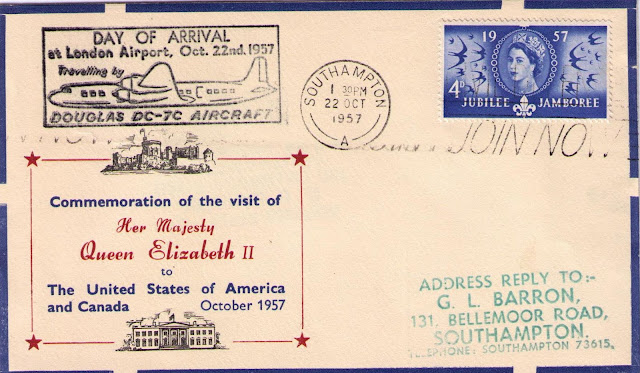 DAY OF ARRIVAL
at London Airport, Oct. 22nd. 1957
Travelling by
DOUGLAS DC-7C AIRCRAFT
SOUTHAMPTON
1 30PM
22 OCT
1957
A
1957
4D
JUBILEE JAMBOREE
JOIN NOW
Commemoration of the visit of
Her Majesty
Queen Elizabeth II
to
The United States of America
and Canada October 1957
ADDRESS REPLY TO:-
G. L. BARRON,
131, BELLEMOOR ROAD,
SOUTHAMPTON.
TELEPHONE: SOUTHAMPTON 73615.